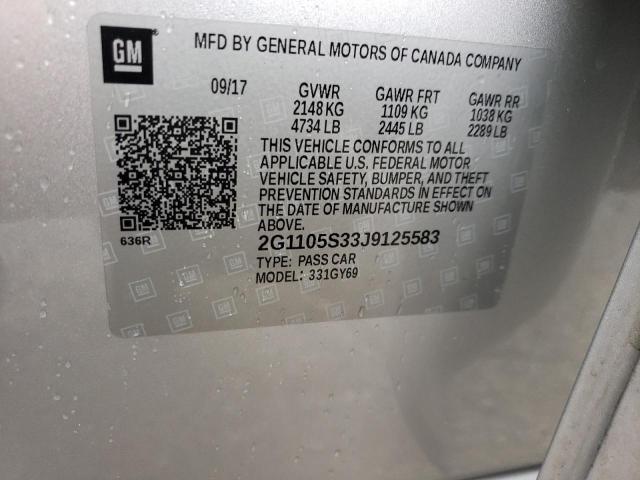 GM
MFD BY GENERAL MOTORS OF CANADA COMPANY
09/17 GVWR GAWR FRT GAWR RR
2148 KG 1109 KG 1038 KG
4734 LB 2445 LB 2289 LB
THIS VEHICLE CONFORMS TO ALL
APPLICABLE U.S. FEDERAL MOTOR
VEHICLE SAFETY, BUMPER, AND THEFT
PREVENTION STANDARDS IN EFFECT ON
THE DATE OF MANUFACTURE SHOWN
ABOVE.
636R 2G1105S33J9125583
TYPE: PASS CAR
MODEL: 331GY69